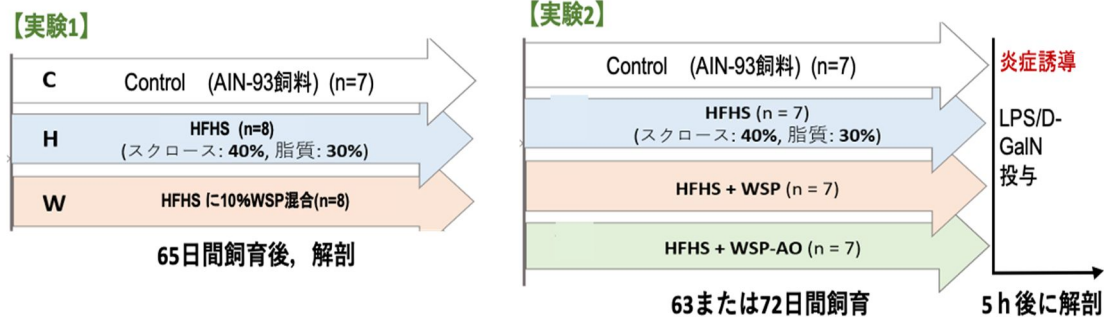 【実験1】
C Control (AIN-93飼料) (n=7)
H HFHS (n=8)
(スクロース: 40%, 脂質: 30%)
W HFHS に10%WSP混合(n=8)
65日間飼育後，解剖
【実験2】
Control (AIN-93飼料) (n=7)
HFHS (n = 7)
(スクロース: 40%, 脂質: 30%)
HFHS + WSP (n = 7)
HFHS + WSP-AO (n = 7)
63または72日間飼育
炎症誘導
LPS/D-
GalN
投与
5 h 後に解剖